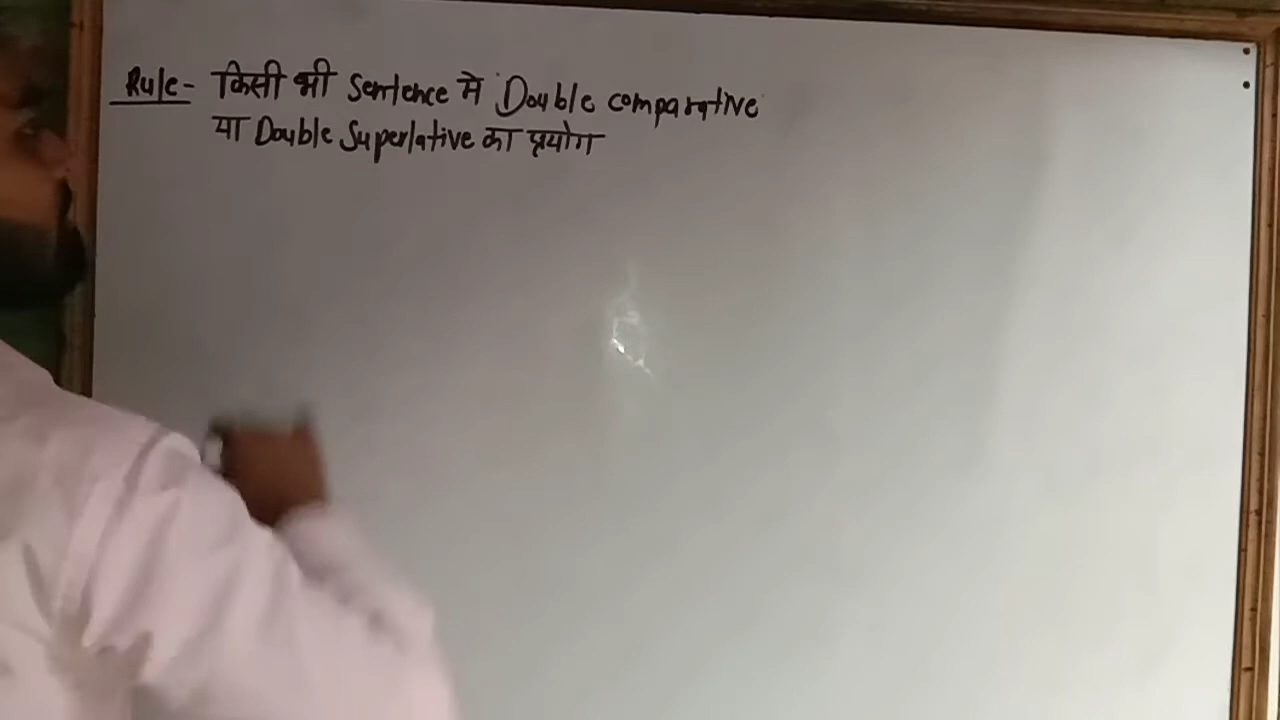 Rule- किसी भी Sentence मे Double comparative
या Double Superlative का प्रयोग